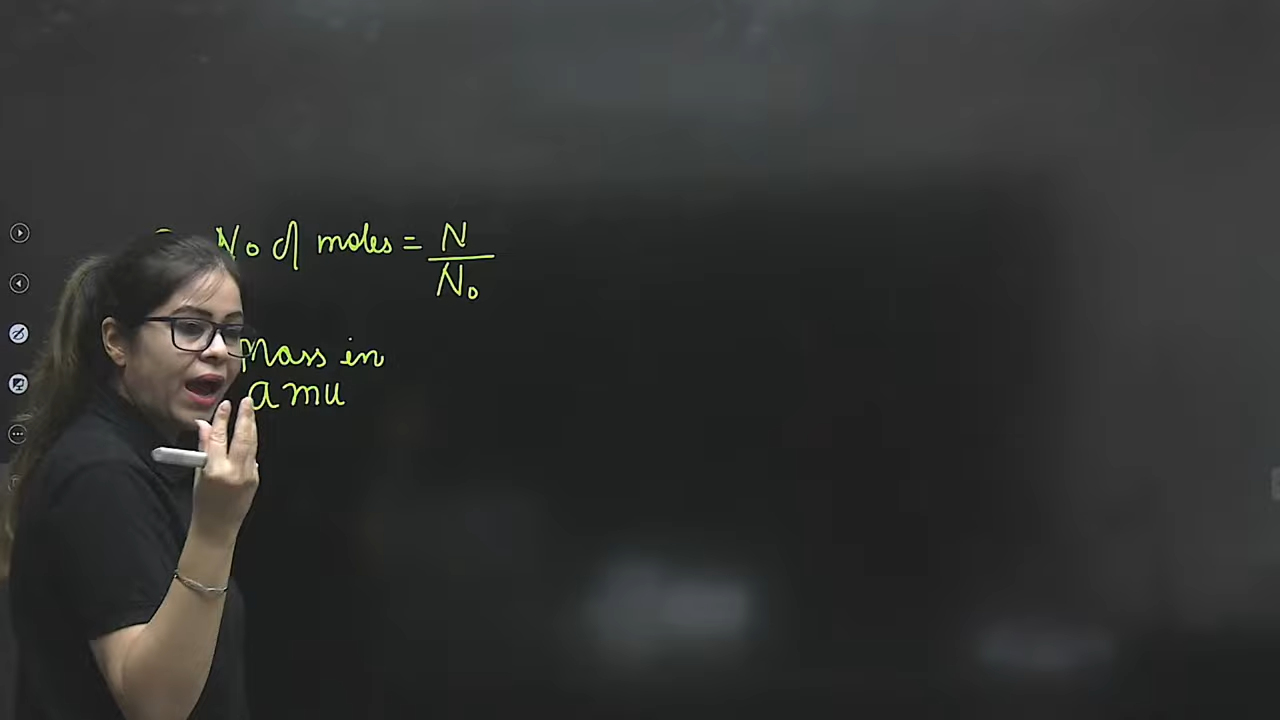 No of moles = N
N₀
Mass in
amu